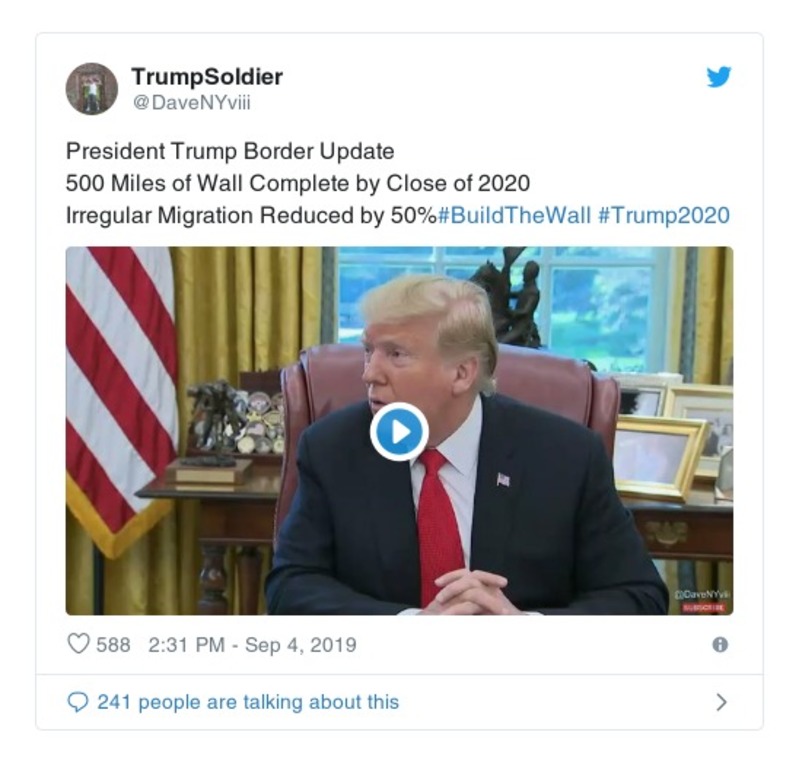 TrumpSoldier
@DaveNYviii
President Trump Border Update
500 Miles of Wall Complete by Close of 2020
Irregular Migration Reduced by 50%#BuildTheWall #Trump2020
@DaveNYviii
SUBSCRIBE
588 2:31 PM - Sep 4, 2019
241 people are talking about this